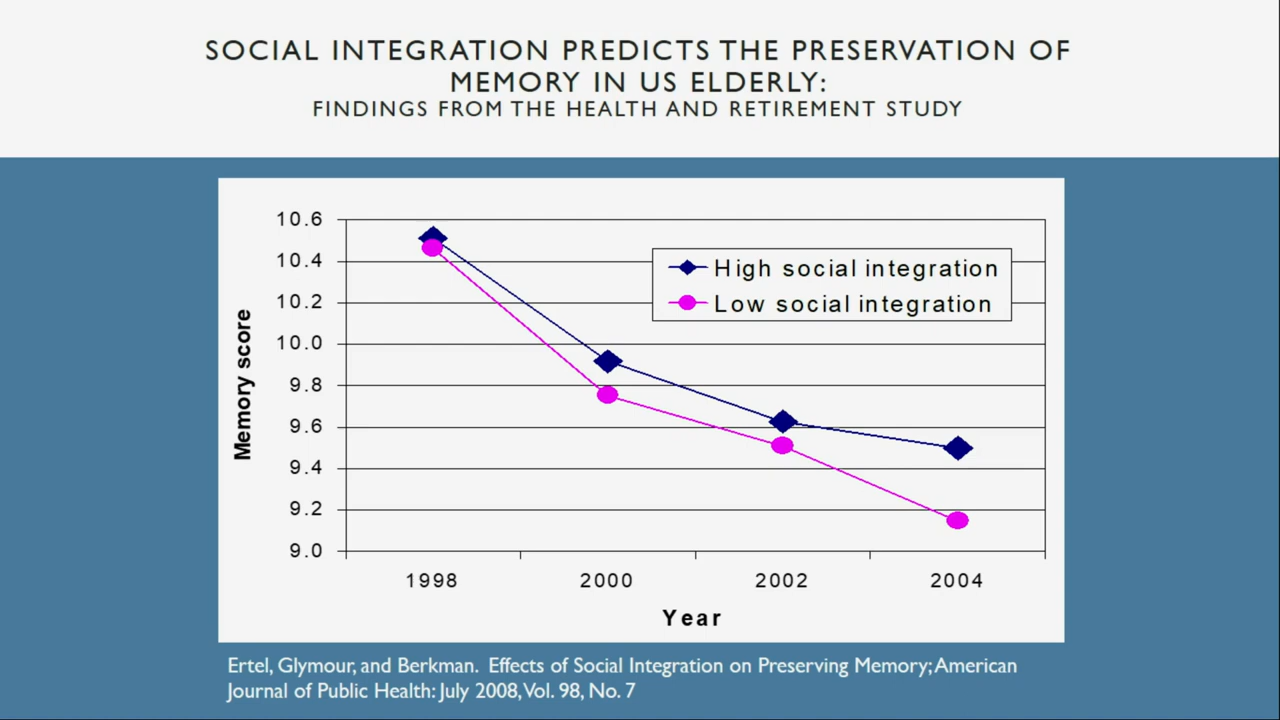 SOCIAL INTEGRATION PREDICTS THE PRESERVATION OF
MEMORY IN US ELDERLY:
FINDINGS FROM THE HEALTH AND RETIREMENT STUDY
10.6
10.4
10.2
10.0
9.8
9.6
9.4
9.2
9.0
Memory score
High social integration
Low social integration
1998 2000 2002 2004
Year
Ertel, Glymour, and Berkman. Effects of Social Integration on Preserving Memory; American
Journal of Public Health: July 2008, Vol. 98, No. 7